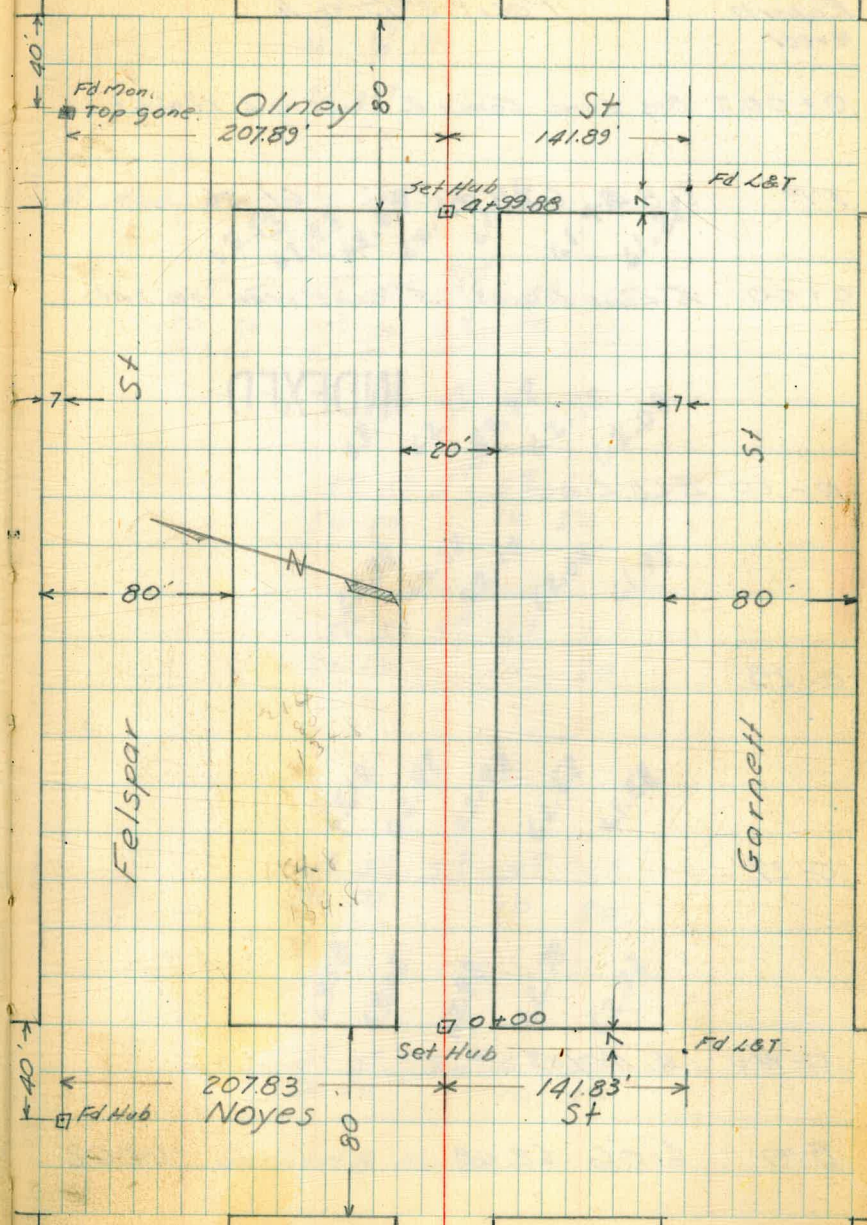 40'
Fd Mon.
Top gone.
Olney St
80'
207.89' 141.89'
Set Hub
4+99.88
7
Fd L&T.
St
7
7
20'
St
N
80'
80
Felspar
Garnett
0+00
Set Hub
7
Fd L&T
40'
207.83 141.83'
Fd Hub
Noyes St
80'